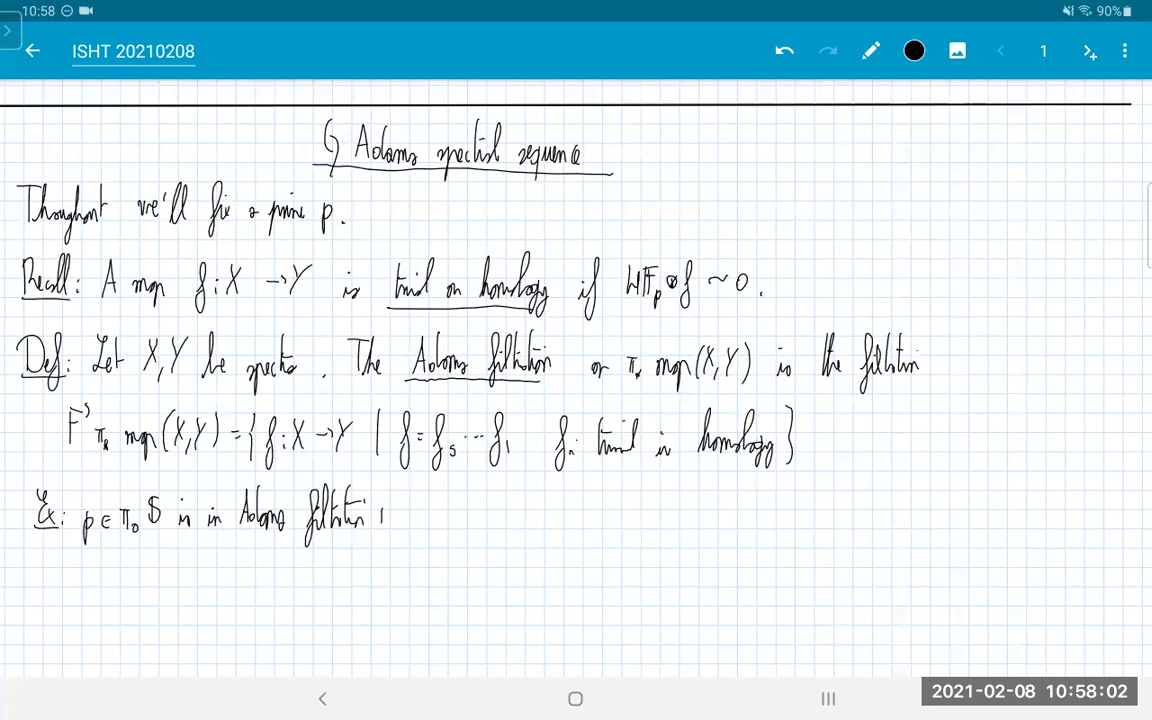 10:58
90%
ISHT 20210208
1
§ Adams spectral sequence
Throughout we'll fix a prime p.
Recall: A map f: X → Y is trivial on homology if HF_p ⊗ f ~ 0.
Def: Let X, Y be spectra. The Adams filtration on π_* map(X,Y) is the filtration
F^s π_* map(X,Y) = { f: X → Y | f = f_s ... f_1 f_i trivial in homology }
Ex: p ∈ π_0 $ is in Adams filtration 1
2021-02-08 10:58:02